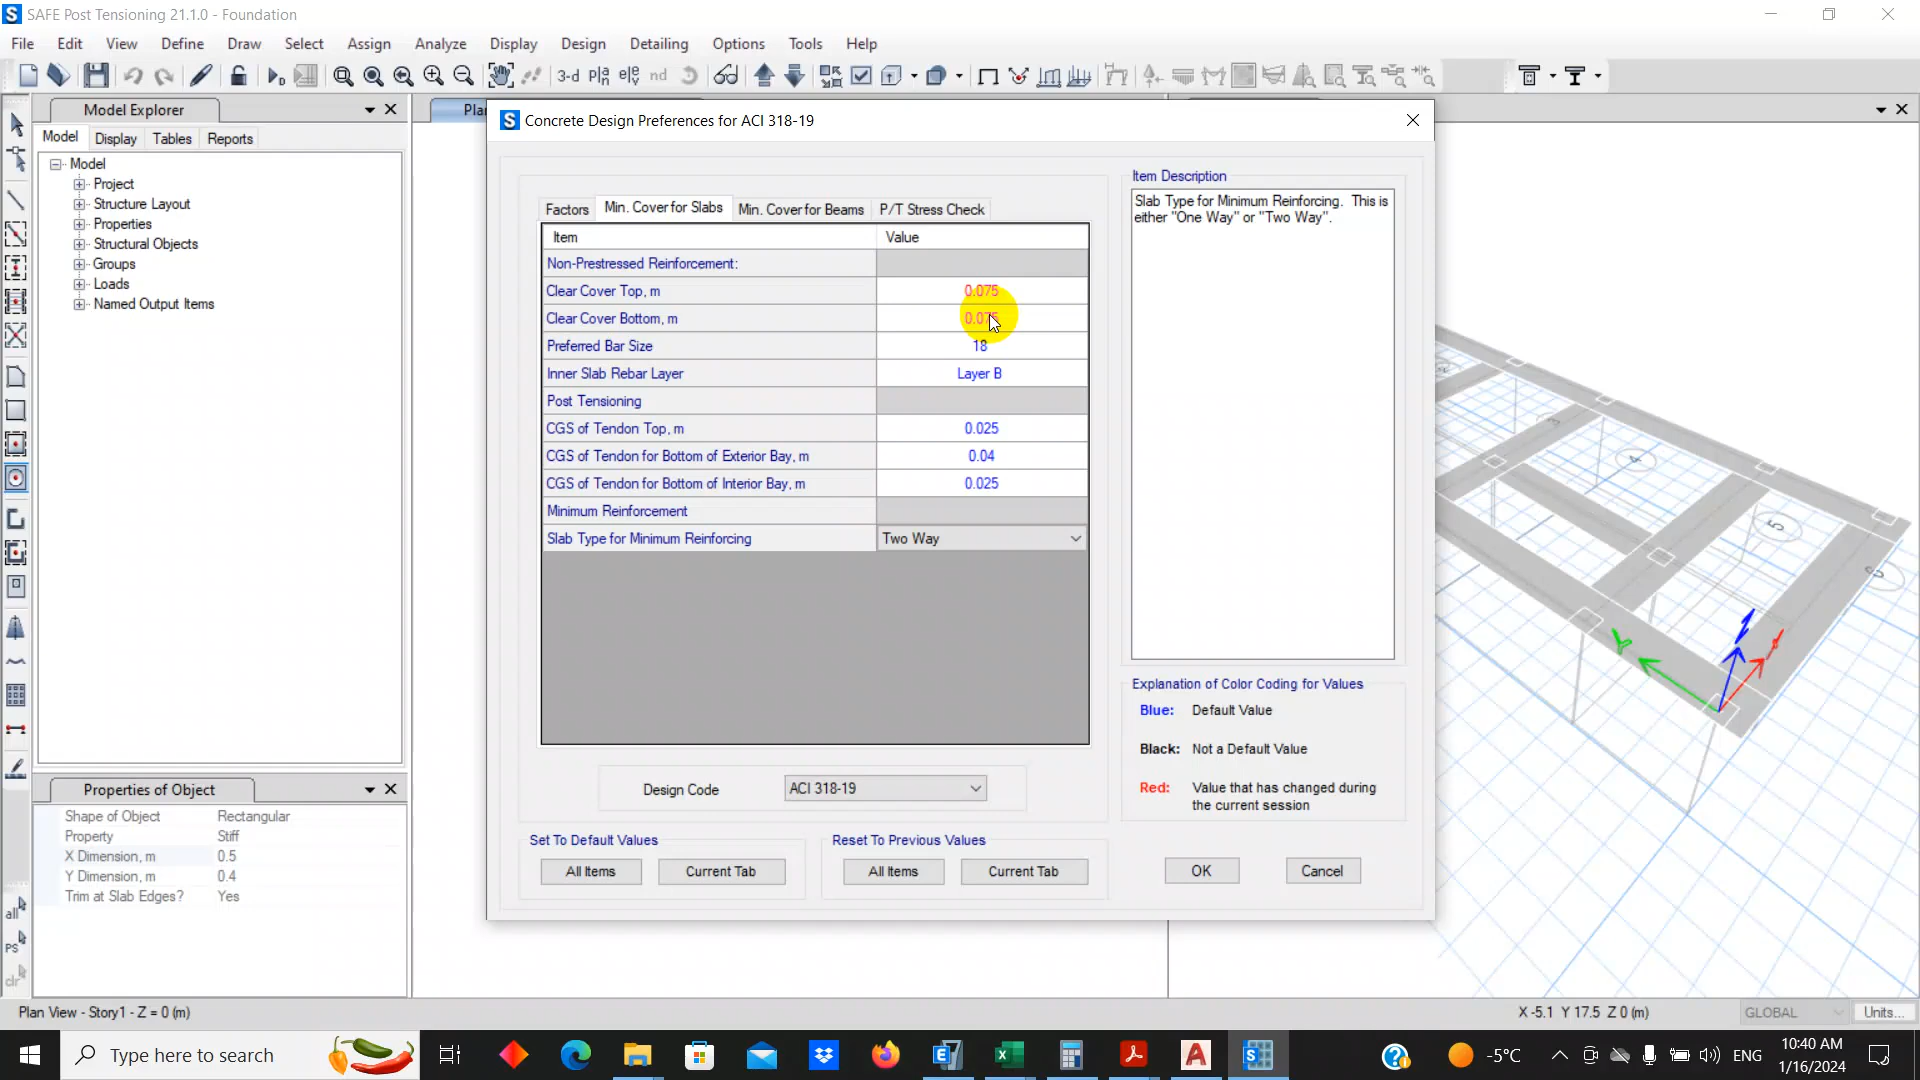 SAFE Post Tensioning 21.1.0 - Foundation
File Edit View Define Draw Select Assign Analyze Display Design Detailing Options Tools Help
3-d Pla ele nd
Model Explorer
Model Display Tables Reports
Model
Project
Structure Layout
Properties
Structural Objects
Groups
Loads
Named Output Items
Concrete Design Preferences for ACI 318-19
Factors Min. Cover for Slabs Min. Cover for Beams P/T Stress Check
Item Value
Non-Prestressed Reinforcement:
Clear Cover Top, m 0.075
Clear Cover Bottom, m 0.075
Preferred Bar Size 18
Inner Slab Rebar Layer Layer B
Post Tensioning
CGS of Tendon Top, m 0.025
CGS of Tendon for Bottom of Exterior Bay, m 0.04
CGS of Tendon for Bottom of Interior Bay, m 0.025
Minimum Reinforcement
Slab Type for Minimum Reinforcing Two Way
Design Code ACI 318-19
Set To Default Values
All Items Current Tab
Reset To Previous Values
All Items Current Tab
Item Description
Slab Type for Minimum Reinforcing. This is
either "One Way" or "Two Way".
Explanation of Color Coding for Values
Blue: Default Value
Black: Not a Default Value
Red: Value that has changed during
the current session
OK Cancel
Properties of Object
Shape of Object Rectangular
Property Stiff
X Dimension, m 0.5
Y Dimension, m 0.4
Trim at Slab Edges? Yes
all
PS
clr
4
5
Y
Plan View - Story1 - Z = 0 (m)
X -5.1 Y 17.5 Z 0 (m)
GLOBAL
Units...
Type here to search
-5°C
ENG
10:40 AM
1/16/2024